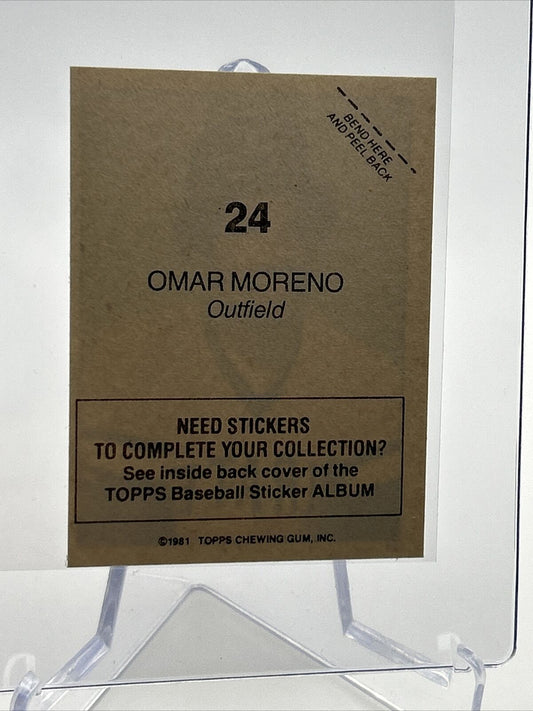 BEND HERE
AND PEEL BACK
24
OMAR MORENO
Outfield
NEED STICKERS
TO COMPLETE YOUR COLLECTION?
See inside back cover of the
TOPPS Baseball Sticker ALBUM
©1981 TOPPS CHEWING GUM, INC.